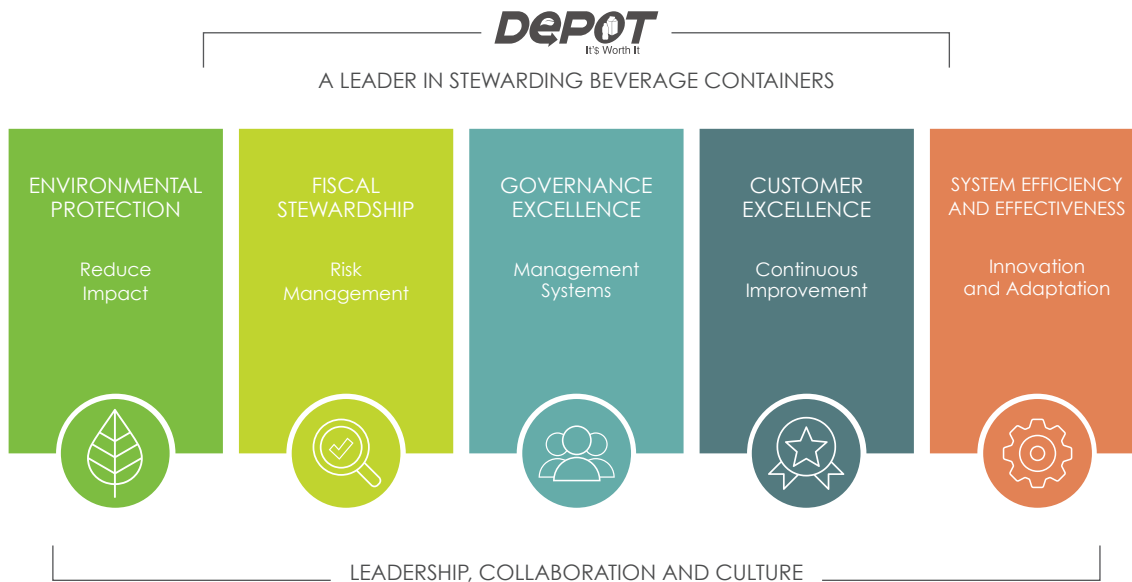 DePOT
It's Worth It
A LEADER IN STEWARDING BEVERAGE CONTAINERS
ENVIRONMENTAL
PROTECTION
Reduce
Impact
FISCAL
STEWARDSHIP
Risk
Management
GOVERNANCE
EXCELLENCE
Management
Systems
CUSTOMER
EXCELLENCE
Continuous
Improvement
SYSTEM EFFICIENCY
AND EFFECTIVENESS
Innovation
and Adaptation
LEADERSHIP, COLLABORATION AND CULTURE